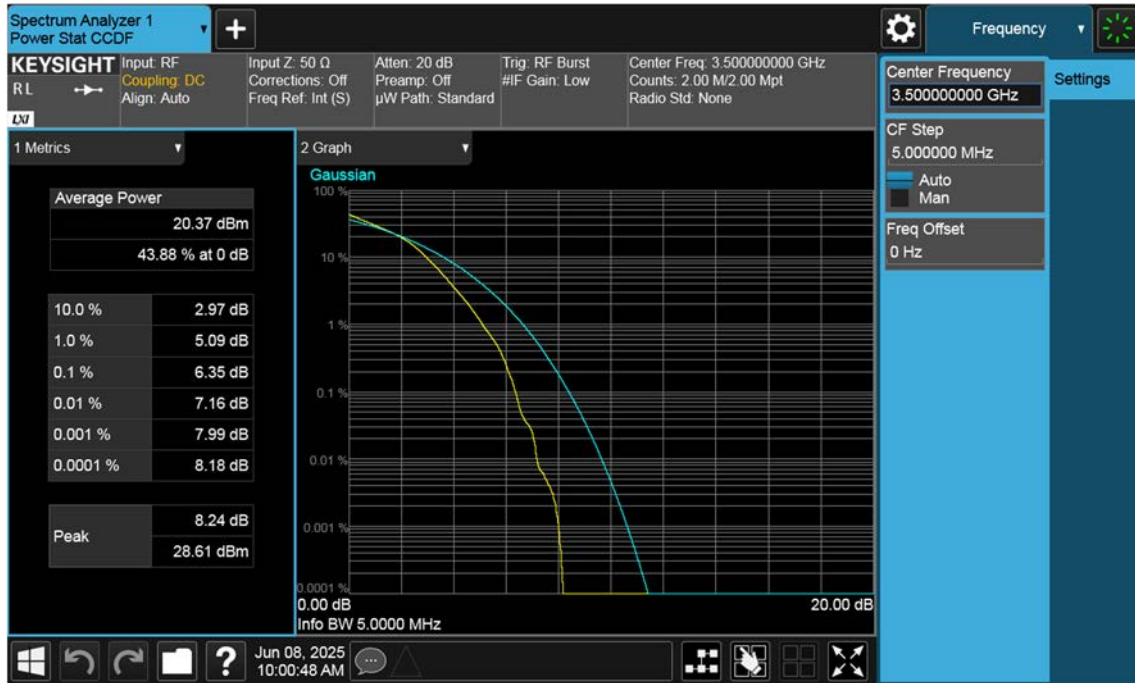 Spectrum Analyzer 1
Power Stat CCDF
Frequency
KEYSIGHT
RL
LXI
Input: RF
Coupling: DC
Align: Auto
Input Z: 50 Ω
Corrections: Off
Freq Ref: Int (S)
Atten: 20 dB
Preamp: Off
µW Path: Standard
Trig: RF Burst
#IF Gain: Low
Center Freq: 3.500000000 GHz
Counts: 2.00 M/2.00 Mpt
Radio Std: None
Center Frequency
3.500000000 GHz
Settings
CF Step
5.000000 MHz
Auto
Man
Freq Offset
0 Hz
1 Metrics
Average Power
20.37 dBm
43.88 % at 0 dB
10.0 % 2.97 dB
1.0 % 5.09 dB
0.1 % 6.35 dB
0.01 % 7.16 dB
0.001 % 7.99 dB
0.0001 % 8.18 dB
Peak 8.24 dB
28.61 dBm
2 Graph
Gaussian
100 %
10 %
1 %
0.1 %
0.01 %
0.001 %
0.0001 %
0.00 dB 20.00 dB
Info BW 5.0000 MHz
?
Jun 08, 2025
10:00:48 AM